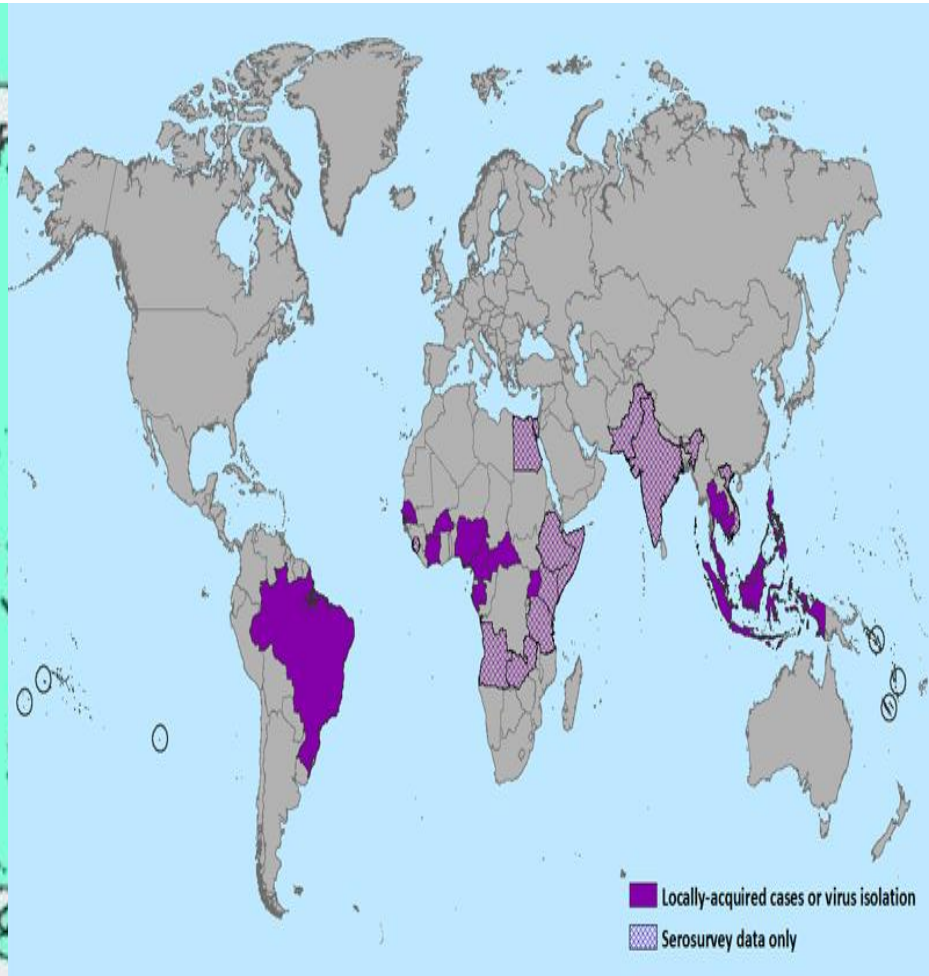 Locally-acquired cases or virus isolation
Serosurvey data only